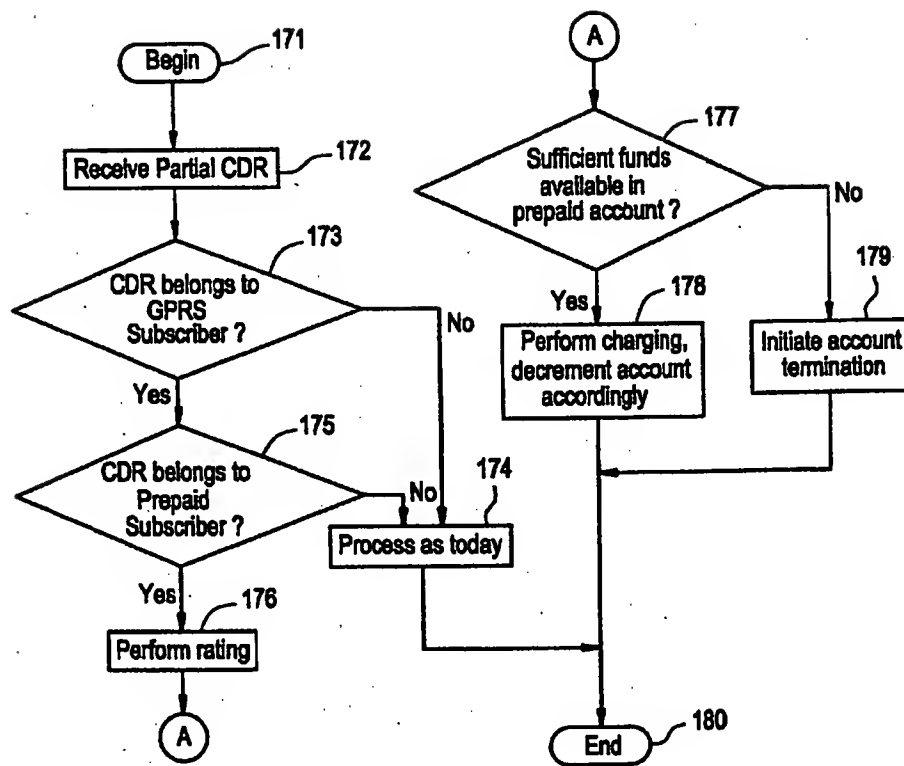 Begin
171
Receive Partial CDR
172
173
CDR belongs to
GPRS
Subscriber ?
No
Yes
175
CDR belongs to
Prepaid
Subscriber ?
No
174
Process as today
Yes
176
Perform rating
A
A
177
Sufficient funds
available in
prepaid account ?
No
Yes
178
179
Perform charging,
decrement account
accordingly
Initiate account
termination
End
180